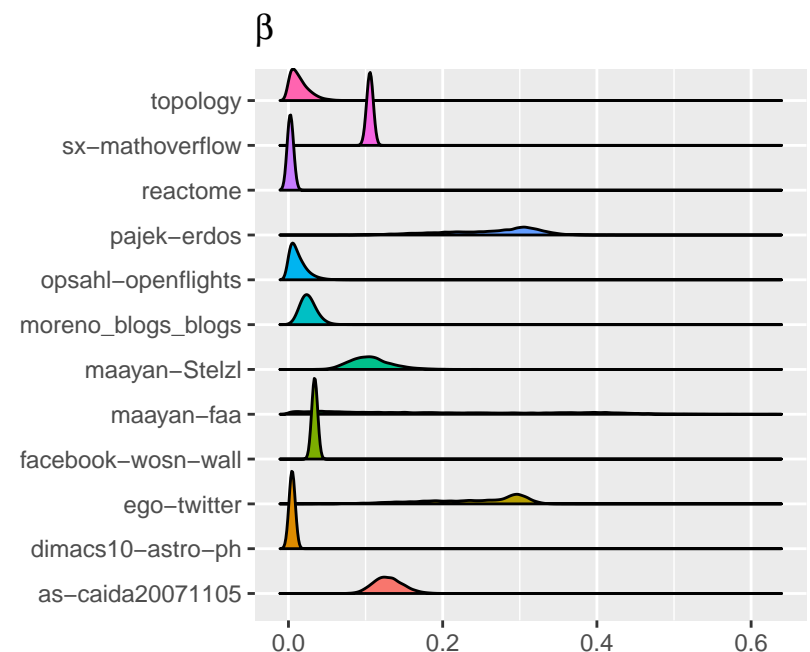 β
topology
sx−mathoverflow
reactome
pajek−erdos
opsahl−openflights
moreno_blogs_blogs
maayan−Stelzl
maayan−faa
facebook−wosn−wall
ego−twitter
dimacs10−astro−ph
as−caida20071105
0.0 0.2 0.4 0.6